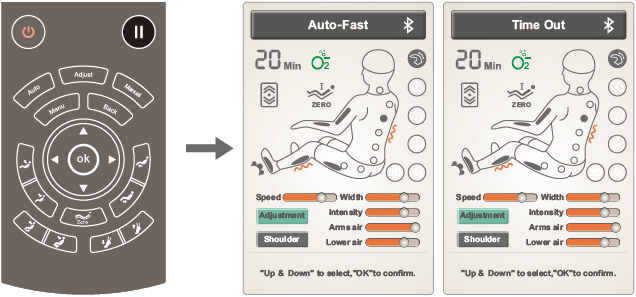 Adjust
Auto
Manual
Menu
Back
ok
Zero
Auto-Fast
20 Min
O2
ZERO
Speed
Width
Adjustment
Intensity
Arms air
Shoulder
Lower air
"Up & Down" to select,"OK"to confirm.
Time Out
20 Min
O2
ZERO
Speed
Width
Adjustment
Intensity
Arms air
Shoulder
Lower air
"Up & Down" to select,"OK"to confirm.